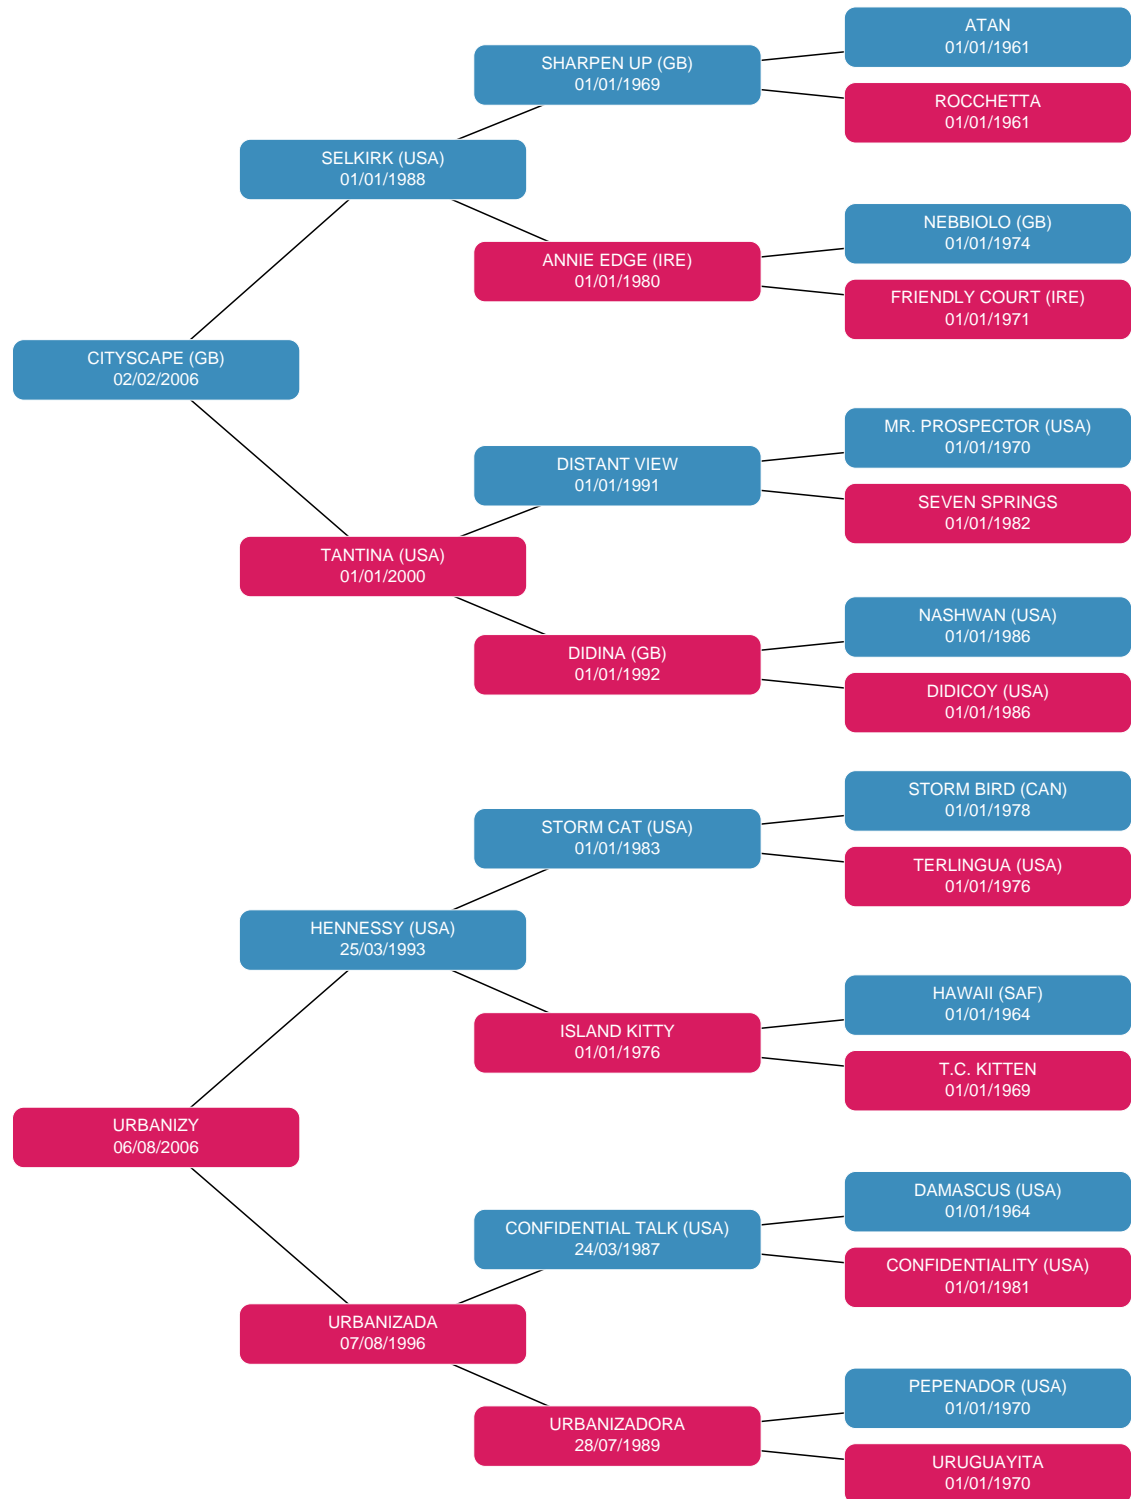 ATAN
01/01/1961
SHARPEN UP (GB)
01/01/1969
ROCCHETTA
01/01/1961
SELKIRK (USA)
01/01/1988
NEBBIOLO (GB)
01/01/1974
ANNIE EDGE (IRE)
01/01/1980
FRIENDLY COURT (IRE)
01/01/1971
CITYSCAPE (GB)
02/02/2006
MR. PROSPECTOR (USA)
01/01/1970
DISTANT VIEW
01/01/1991
SEVEN SPRINGS
01/01/1982
TANTINA (USA)
01/01/2000
NASHWAN (USA)
01/01/1986
DIDINA (GB)
01/01/1992
DIDICOY (USA)
01/01/1986
STORM BIRD (CAN)
01/01/1978
STORM CAT (USA)
01/01/1983
TERLINGUA (USA)
01/01/1976
HENNESSY (USA)
25/03/1993
HAWAII (SAF)
01/01/1964
ISLAND KITTY
01/01/1976
T.C. KITTEN
01/01/1969
URBANIZY
06/08/2006
DAMASCUS (USA)
01/01/1964
CONFIDENTIAL TALK (USA)
24/03/1987
CONFIDENTIALITY (USA)
01/01/1981
URBANIZADA
07/08/1996
PEPENADOR (USA)
01/01/1970
URBANIZADORA
28/07/1989
URUGUAYITA
01/01/1970